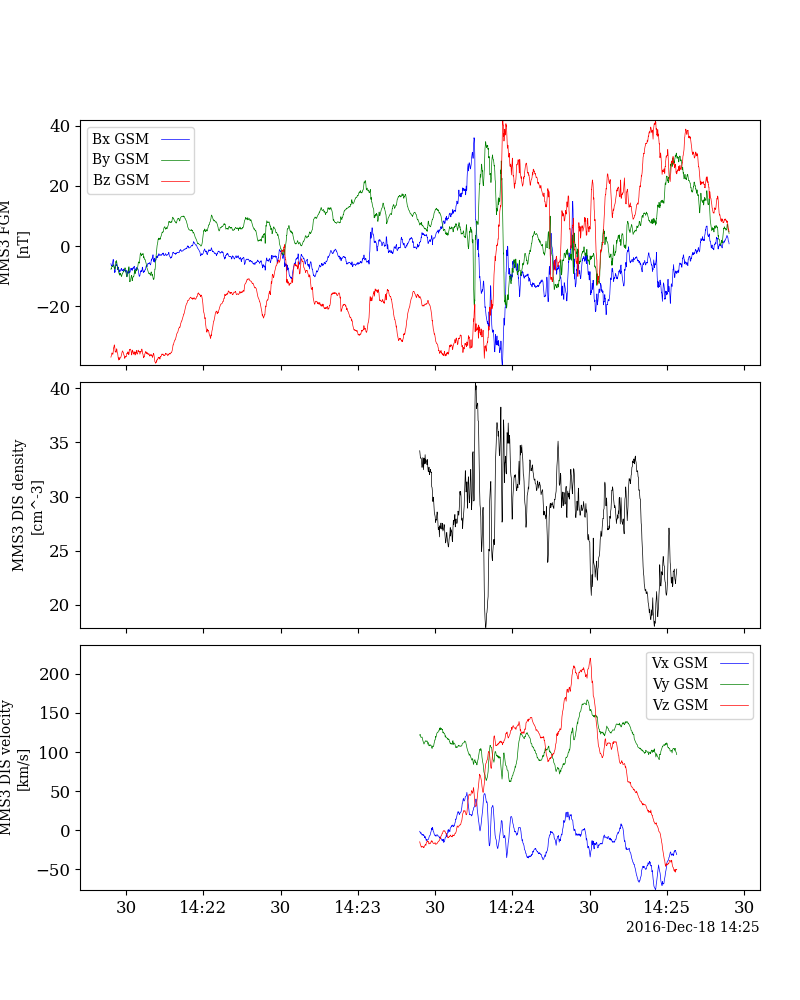 MMS3 FGM
[nT]
40
20
0
−20
Bx GSM
By GSM
Bz GSM
MMS3 DIS density
[cm^-3]
40
35
30
25
20
MMS3 DIS velocity
[km/s]
200
150
100
50
0
−50
Vx GSM
Vy GSM
Vz GSM
30 14:22 30 14:23 30 14:24 30 14:25 30
2016-Dec-18 14:25